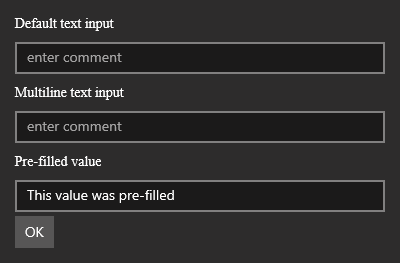 Default text input
enter comment
Multiline text input
enter comment
Pre-filled value
This value was pre-filled
OK